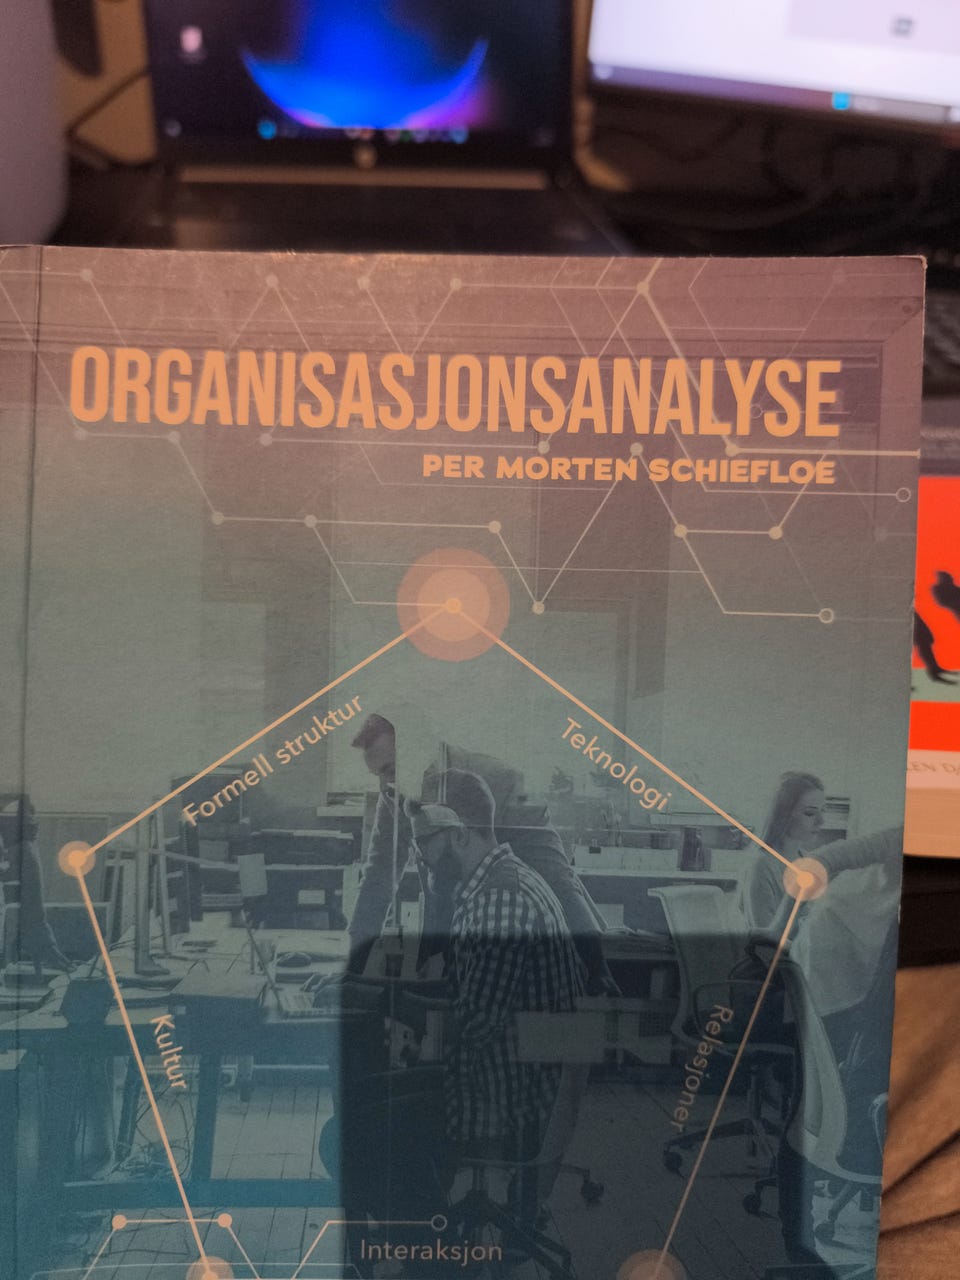 ORGANISASJONSANALYSE
PER MORTEN SCHIEFLOE
Formell struktur
Teknologi
Kultur
Relasjoner
Interaksjon